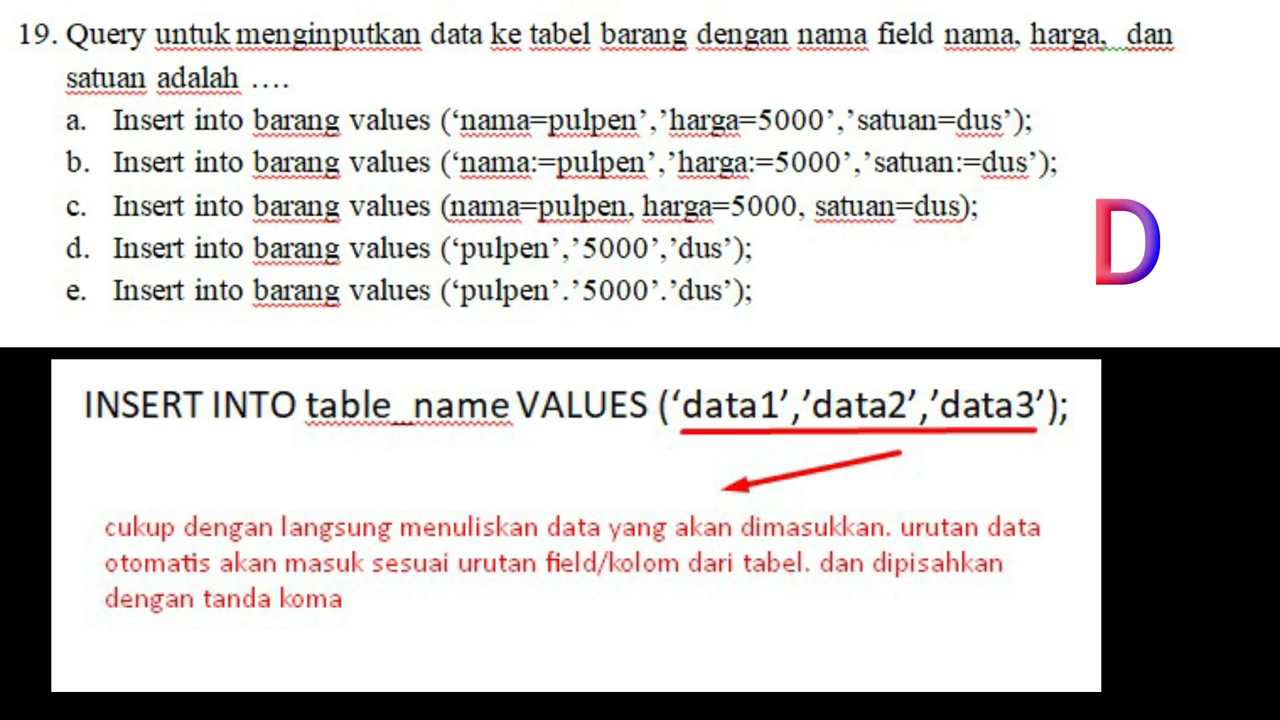 19. Query untuk menginputkan data ke tabel barang dengan nama field nama, harga, dan
satuan adalah ....
a. Insert into barang values (‘nama=pulpen’,’harga=5000’,’satuan=dus’);
b. Insert into barang values (‘nama:=pulpen’,’harga:=5000’,’satuan:=dus’);
c. Insert into barang values (nama=pulpen, harga=5000, satuan=dus);
d. Insert into barang values (‘pulpen’,’5000’,’dus’);
e. Insert into barang values (‘pulpen’.’5000’.’dus’);
D
INSERT INTO table_name VALUES (‘data1’,’data2’,’data3’);
cukup dengan langsung menuliskan data yang akan dimasukkan. urutan data
otomatis akan masuk sesuai urutan field/kolom dari tabel. dan dipisahkan
dengan tanda koma